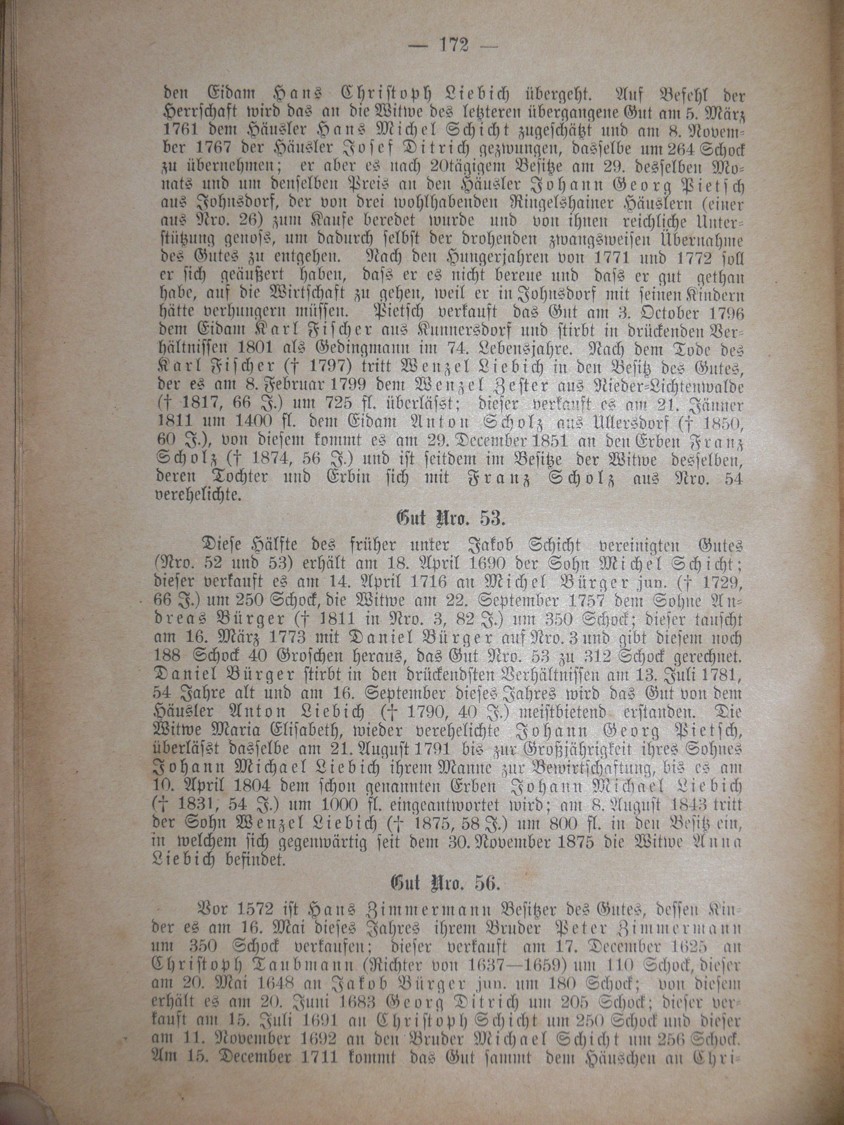 — 172 —
den Eidam Hans Christoph Liebich übergeht. Auf Befehl der
Herrschaft wird das an die Witwe des letzteren übergangene Gut am 5. März
1761 dem Häusler Hans Michel Schicht zugeschätzt und am 8. Novem-
ber 1767 der Häusler Josef Ditrich gezwungen, dasselbe um 264 Schock
zu übernehmen; er aber es nach 20tägigem Besitze am 29. desselben Mo-
nats und um denselben Preis an den Häusler Johann Georg Pietsch
aus Johnsdorf, der von drei wohlhabenden Ringelshainer Häuslern (einer
aus Nro. 26) zum Kaufe beredet wurde und von ihnen reichliche Unter-
stützung genoss, um dadurch selbst der drohenden zwangsweisen Übernahme
des Gutes zu entgehen. Nach den Hungerjahren von 1771 und 1772 soll
er sich geäußert haben, dass er es nicht bereue und dass er gut gethan
habe, auf die Wirtschaft zu gehen, weil er in Johnsdorf mit seinen Kindern
hätte verhungern müssen. Pietsch verkauft das Gut am 3. October 1796
dem Eidam Karl Fischer aus Kunnersdorf und stirbt in drückenden Ver-
hältnissen 1801 als Gedingmann im 74. Lebensjahre. Nach dem Tode des
Karl Fischer († 1797) tritt Wenzel Liebich in den Besitz des Gutes,
der es am 8. Februar 1799 dem Wenzel Zefter aus Nieder-Lichtenwalde
(† 1817, 66 J.) um 725 fl. überlässt; dieser verkauft es am 21. Jänner
1811 um 1400 fl. dem Eidam Anton Scholz aus Ullersdorf († 1850,
60 J.), von diesem kommt es am 29. December 1851 an den Erben Franz
Scholz († 1874, 56 J.) und ist seitdem im Besitze der Witwe desselben,
deren Tochter und Erbin sich mit Franz Scholz aus Nro. 54
verehelichte.
Gut Nro. 53.
Diese Hälfte des früher unter Jakob Schicht vereinigten Gutes
(Nro. 52 und 53) erhält am 18. April 1690 der Sohn Michel Schicht;
dieser verkauft es am 14. April 1716 an Michel Bürger jun. († 1729,
66 J.) um 250 Schock, die Witwe am 22. September 1757 dem Sohne An-
dreas Bürger († 1811 in Nro. 3, 82 J.) um 350 Schock; dieser tauscht
am 16. März 1773 mit Daniel Bürger auf Nro. 3 und gibt diesem noch
188 Schock 40 Groschen heraus, das Gut Nro. 53 zu 312 Schock gerechnet.
Daniel Bürger stirbt in den drückendsten Verhältnissen am 13. Juli 1781,
54 Jahre alt und am 16. September dieses Jahres wird das Gut von dem
Häusler Anton Liebich († 1790, 40 J.) meistbietend erstanden. Die
Witwe Maria Elisabeth, wieder verehelichte Johann Georg Pietsch,
überlässt dasselbe am 21. August 1791 bis zur Großjährigkeit ihres Sohnes
Johann Michael Liebich ihrem Manne zur Bewirtschaftung, bis es am
10. April 1804 dem schon genannten Erben Johann Michael Liebich
(† 1831, 54 J.) um 1000 fl. eingeantwortet wird; am 8. August 1843 tritt
der Sohn Wenzel Liebich († 1875, 58 J.) um 800 fl. in den Besitz ein,
in welchem sich gegenwärtig seit dem 30. November 1875 die Witwe Anna
Liebich befindet.
Gut Nro. 56.
Vor 1572 ist Hans Zimmermann Besitzer des Gutes, dessen Kin-
der es am 16. Mai dieses Jahres ihrem Bruder Peter Zimmermann
um 350 Schock verkaufen; dieser verkauft am 17. December 1625 an
Christoph Taubmann (Richter von 1637—1659) um 110 Schock, dieser
am 20. Mai 1648 an Jakob Bürger jun. um 180 Schock; von diesem
erhält es am 20. Juni 1683 Georg Ditrich um 205 Schock; dieser ver-
kauft am 15. Juli 1691 an Christoph Schicht um 250 Schock und dieser
am 11. November 1692 an den Bruder Michael Schicht um 256 Schock.
Am 15. December 1711 kommt das Gut sammt dem Häuschen an Chri-